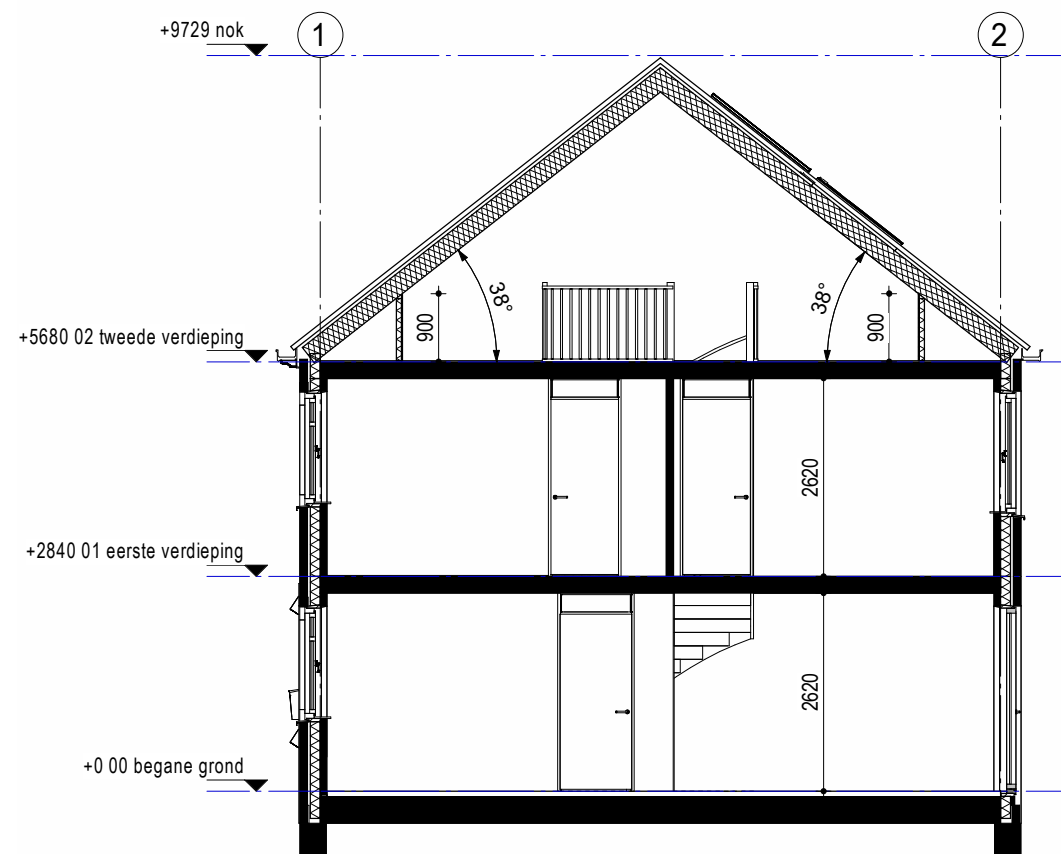 +9729 nok
1
2
38°
38°
900
900
+5680 02 tweede verdieping
2620
+2840 01 eerste verdieping
2620
+0 00 begane grond